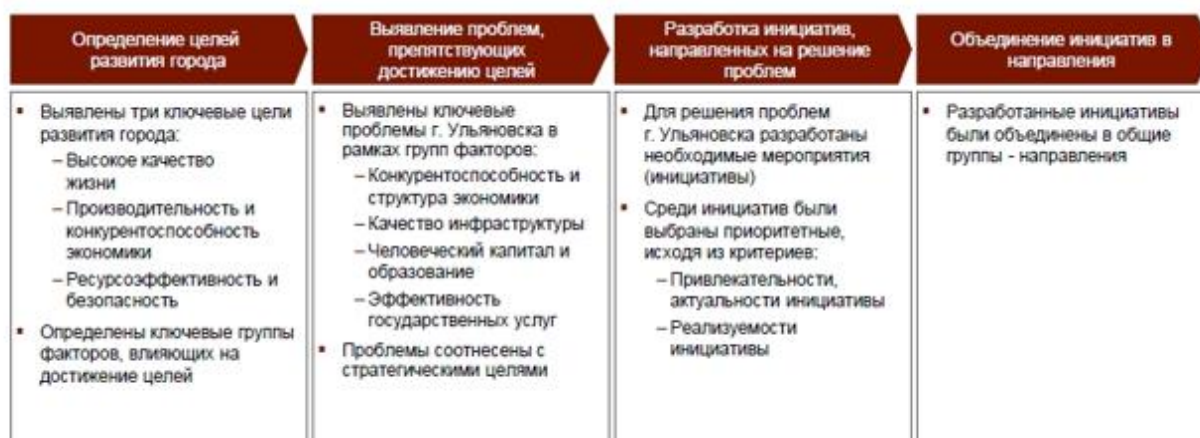 Определение целей
развития города
▪ Выявлены три ключевые цели
развития города:
– Высокое качество
жизни
– Производительность и
конкурентоспособность
экономики
– Ресурсоэффективность и
безопасность
▪ Определены ключевые группы
факторов, влияющих на
достижение целей
Выявление проблем,
препятствующих
достижению целей
▪ Выявлены ключевые
проблемы г. Ульяновска в
рамках групп факторов:
– Конкурентоспособность и
структура экономики
– Качество инфраструктуры
– Человеческий капитал и
образование
– Эффективность
государственных услуг
▪ Проблемы соотнесены с
стратегическими целями
Разработка инициатив,
направленных на решение
проблем
▪ Для решения проблем
г. Ульяновска разработаны
необходимые мероприятия
(инициативы)
▪ Среди инициатив были
выбраны приоритетные,
исходя из критериев:
– Привлекательности,
актуальности инициативы
– Реализуемости
инициативы
Объединение инициатив в
направления
▪ Разработанные инициативы
были объединены в общие
группы - направления